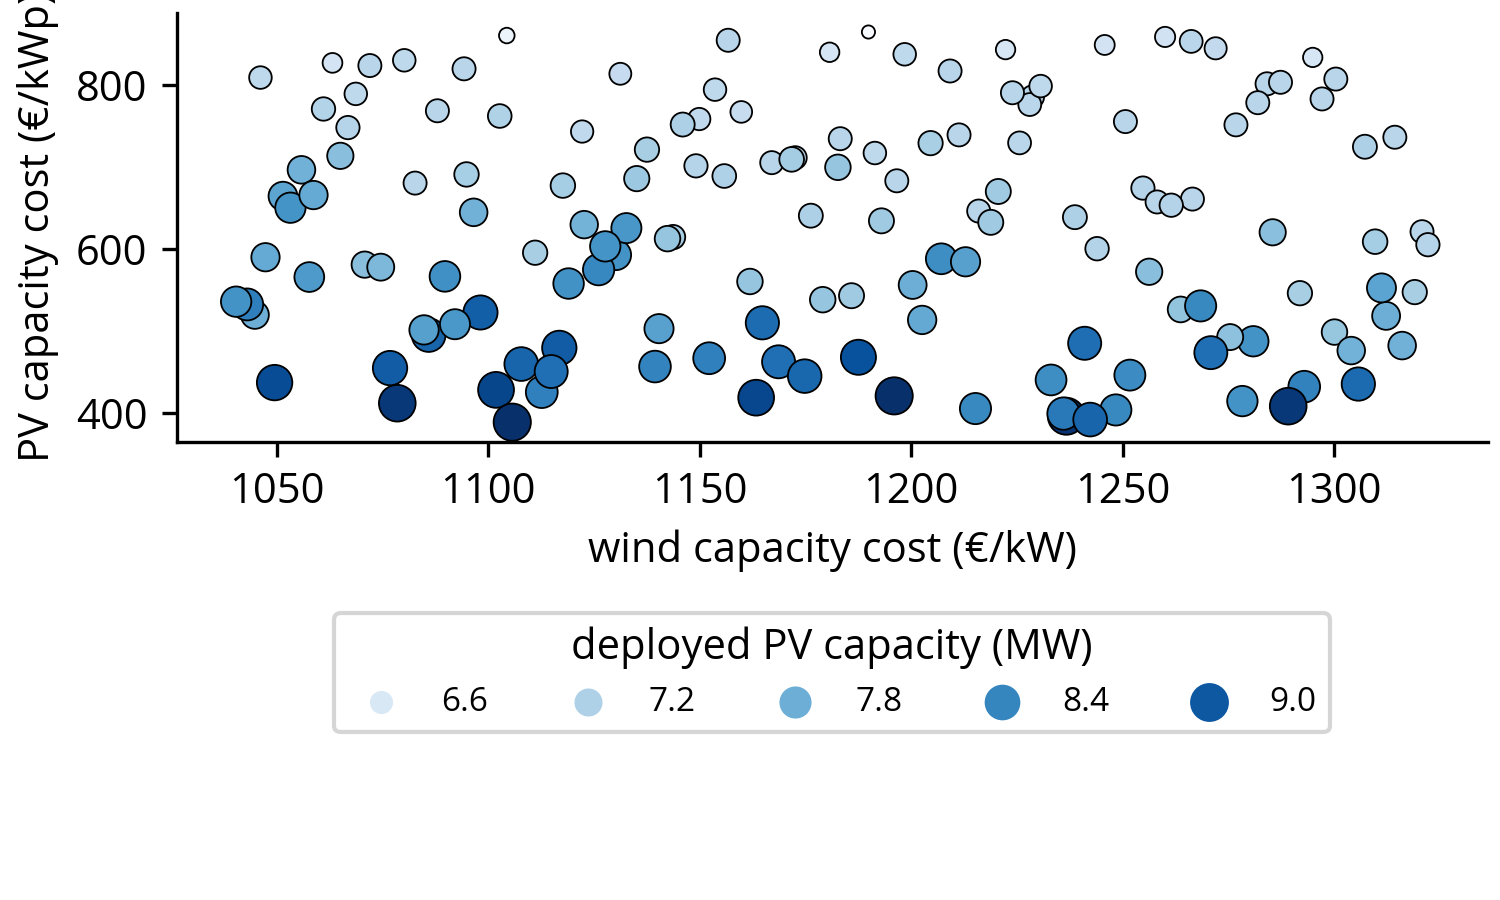 PV capacity cost (€/kWp)
800
600
400
1050 1100 1150 1200 1250 1300
wind capacity cost (€/kW)
deployed PV capacity (MW)
6.6 7.2 7.8 8.4 9.0